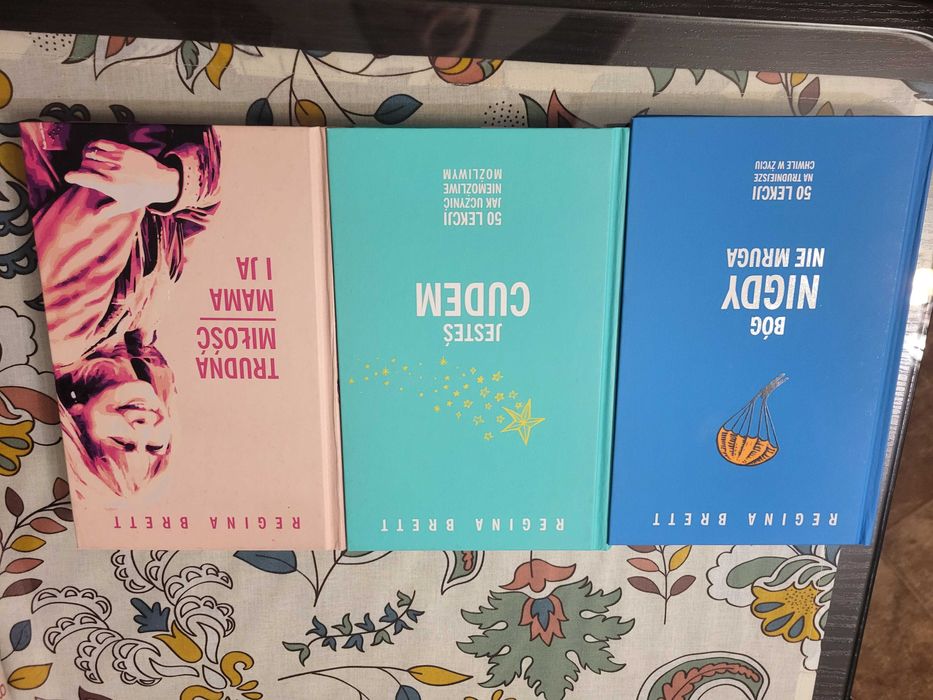 REGINA BRETT
BÓG
NIGDY
NIE MRUGA
50 LEKCJI
NA TRUDNIEJSZE
CHWILE W ŻYCIU
REGINA BRETT
JESTEŚ
CUDEM
50 LEKCJI
JAK UCZYNIĆ
NIEMOŻLIWE
MOŻLIWYM
REGINA BRETT
TRUDNA
MIŁOŚĆ
MAMA
I JA